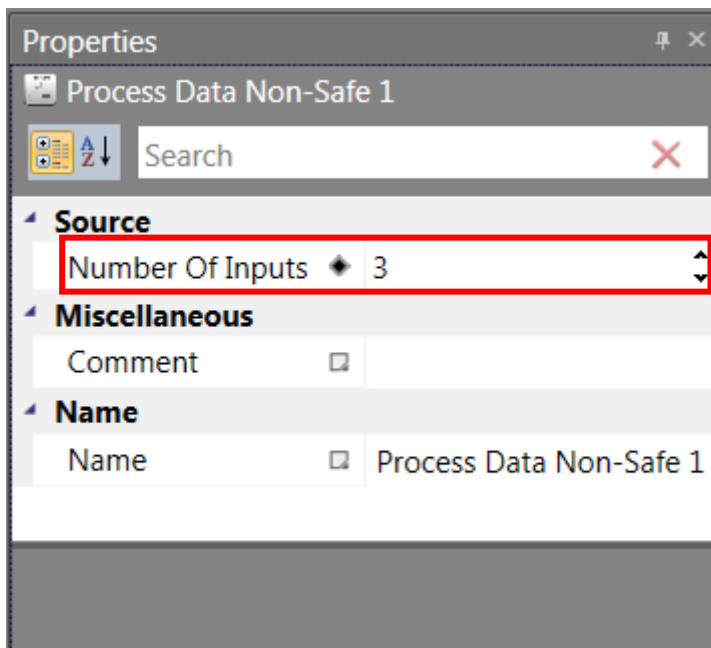 Properties
Process Data Non-Safe 1
A
Z
Search
Source
Number Of Inputs 3
Miscellaneous
Comment
Name
Name Process Data Non-Safe 1